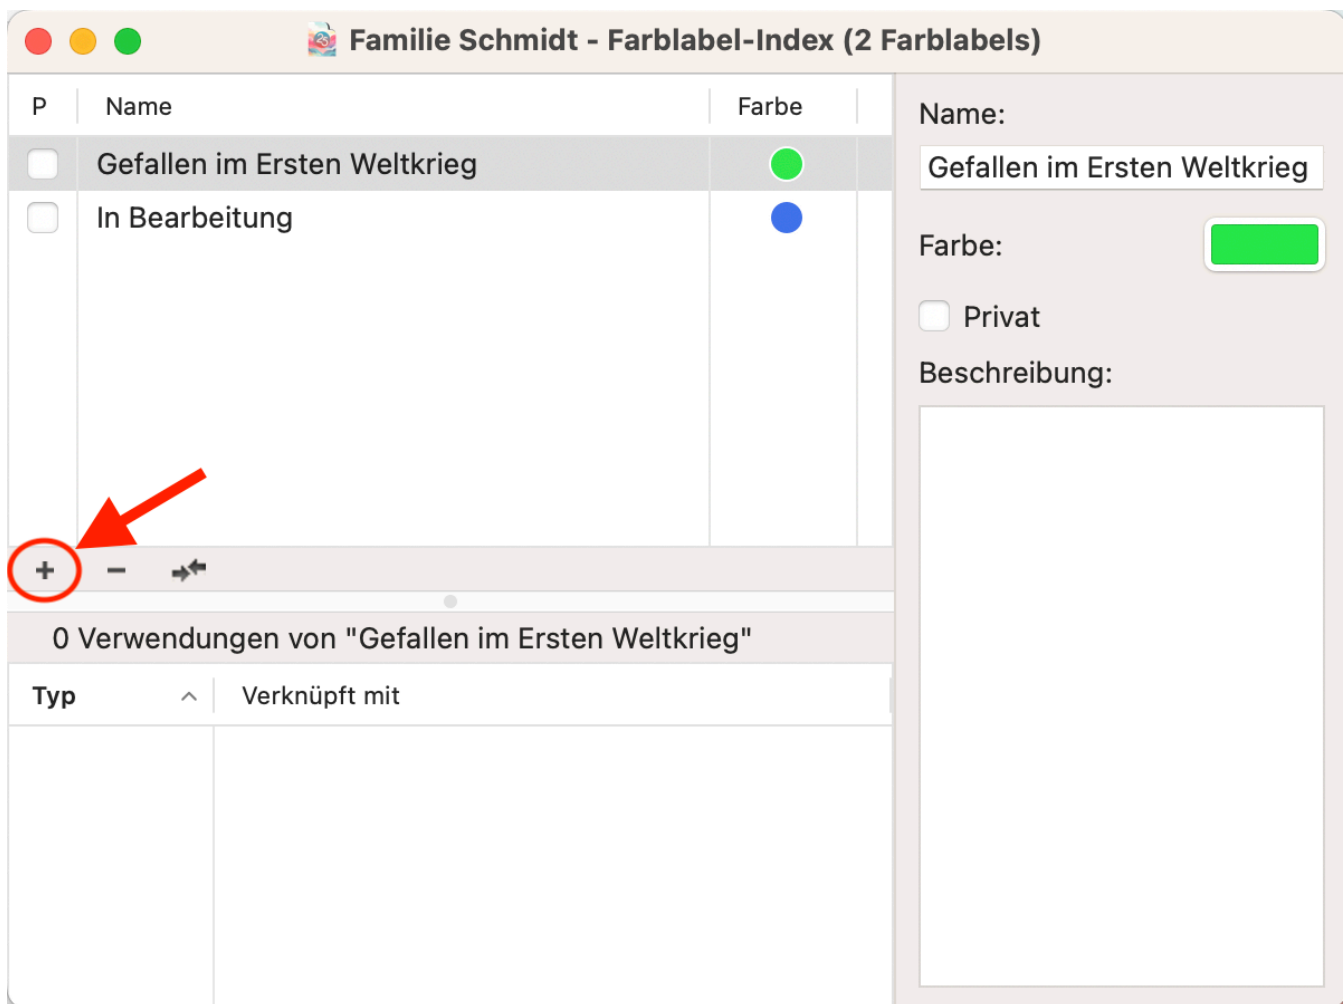 Familie Schmidt - Farblabel-Index (2 Farblabels)
P Name Farbe
Gefallen im Ersten Weltkrieg
In Bearbeitung
0 Verwendungen von "Gefallen im Ersten Weltkrieg"
Typ Verknüpft mit
Name:
Gefallen im Ersten Weltkrieg
Farbe:
Privat
Beschreibung: